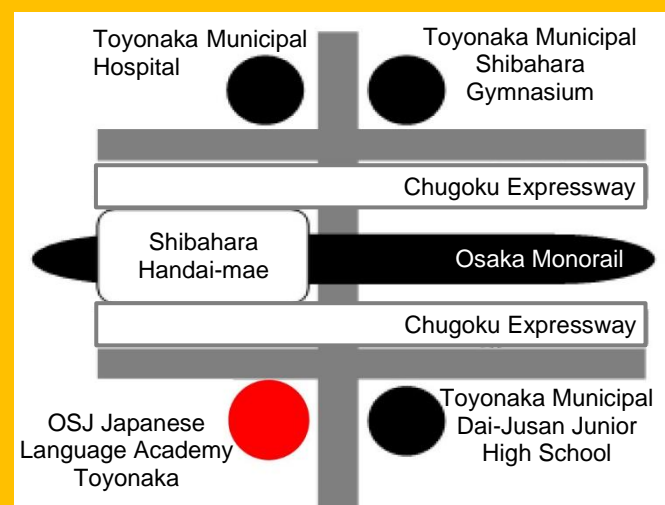 Toyonaka Municipal
Hospital
Toyonaka Municipal
Shibahara
Gymnasium
Chugoku Expressway
Shibahara
Handai-mae
Osaka Monorail
Chugoku Expressway
OSJ Japanese
Language Academy
Toyonaka
Toyonaka Municipal
Dai-Jusan Junior
High School